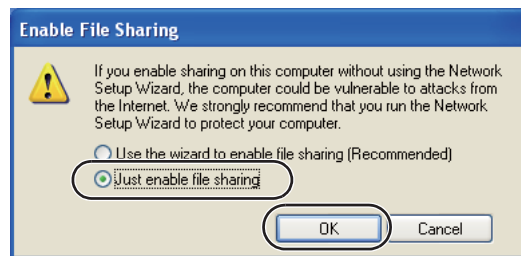 Enable File Sharing
If you enable sharing on this computer without using the Network
Setup Wizard, the computer could be vulnerable to attacks from
the Internet. We strongly recommend that you run the Network
Setup Wizard to protect your computer.
Use the wizard to enable file sharing (Recommended)
Just enable file sharing
OK Cancel